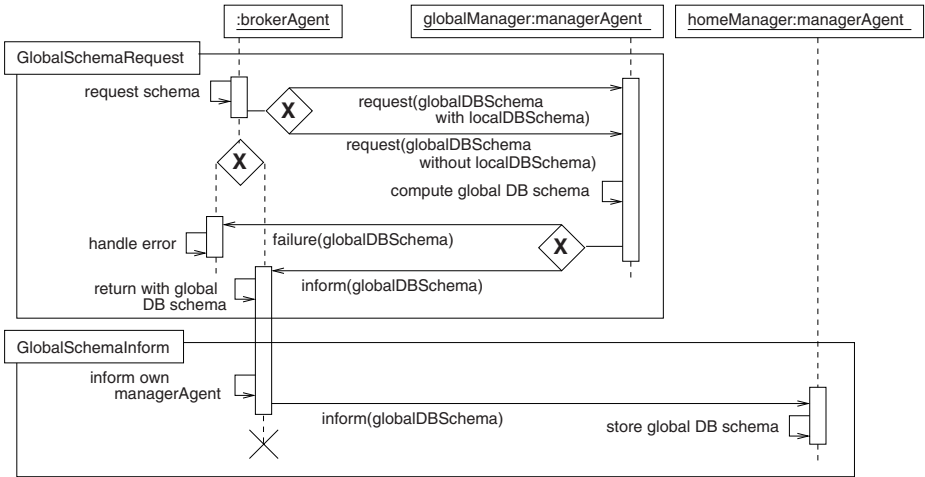 :brokerAgent
globalManager:managerAgent
homeManager:managerAgent
GlobalSchemaRequest
request schema
X
request(globalDBSchema
with localDBSchema)
request(globalDBSchema
without localDBSchema)
X
compute global DB schema
handle error
failure(globalDBSchema)
X
return with global
DB schema
inform(globalDBSchema)
GlobalSchemaInform
inform own
managerAgent
inform(globalDBSchema)
store global DB schema